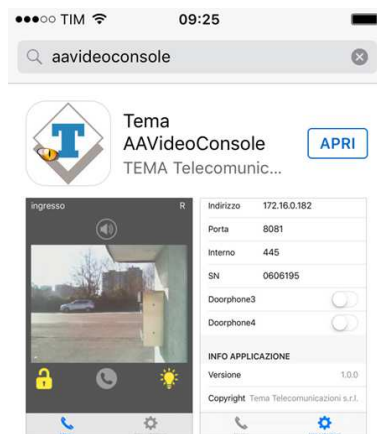 TIM 09:25
aavideoconsole
T
Tema
AAVideoConsole
APRI
TEMA Telecomunic...
ingresso R
Indirizzo 172.16.0.182
Porta 8081
Interno 445
SN 0606195
Doorphone3
Doorphone4
INFO APPLICAZIONE
Versione 1.0.0
Copyright Tema Telecomunicazioni s.r.l.